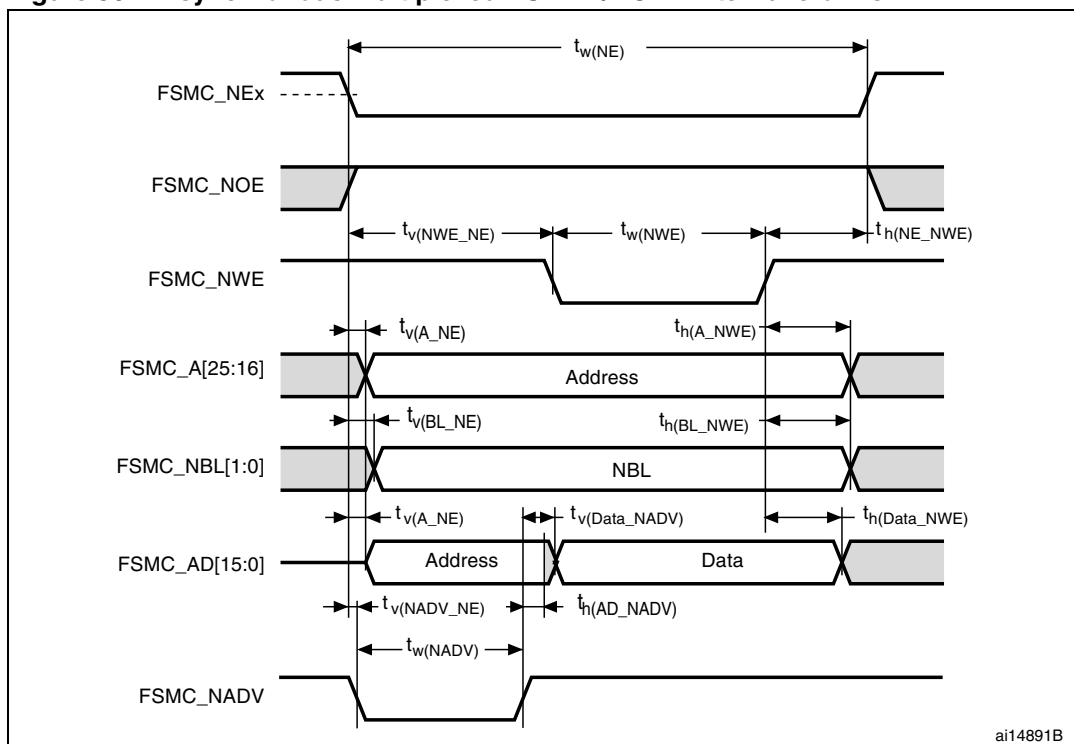 tw(NE)
FSMC_NEx
FSMC_NOE
tv(NWE_NE)
tw(NWE)
th(NE_NWE)
FSMC_NWE
tv(A_NE)
th(A_NWE)
FSMC_A[25:16]
Address
tv(BL_NE)
th(BL_NWE)
FSMC_NBL[1:0]
NBL
tv(A_NE)
tv(Data_NADV)
th(Data_NWE)
FSMC_AD[15:0]
Address
Data
tv(NADV_NE)
th(AD_NADV)
tw(NADV)
FSMC_NADV
ai14891B